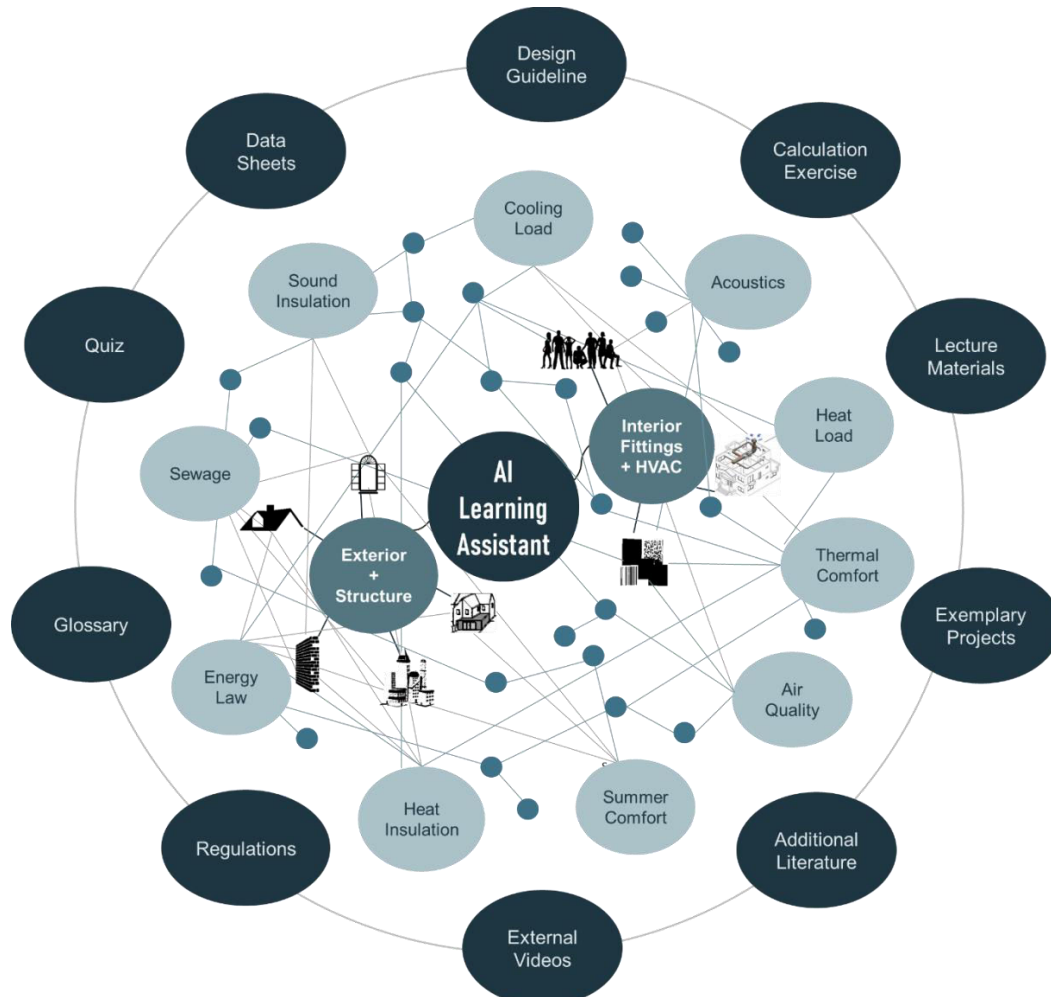 Design
Guideline
Data
Sheets
Calculation
Exercise
Cooling
Load
Sound
Insulation
Acoustics
Quiz
Lecture
Materials
Heat
Load
Interior
Fittings
+ HVAC
Sewage
AI
Learning
Assistant
Exterior
+
Structure
Thermal
Comfort
Glossary
Exemplary
Projects
Energy
Law
Air
Quality
Heat
Insulation
Summer
Comfort
Regulations
Additional
Literature
External
Videos